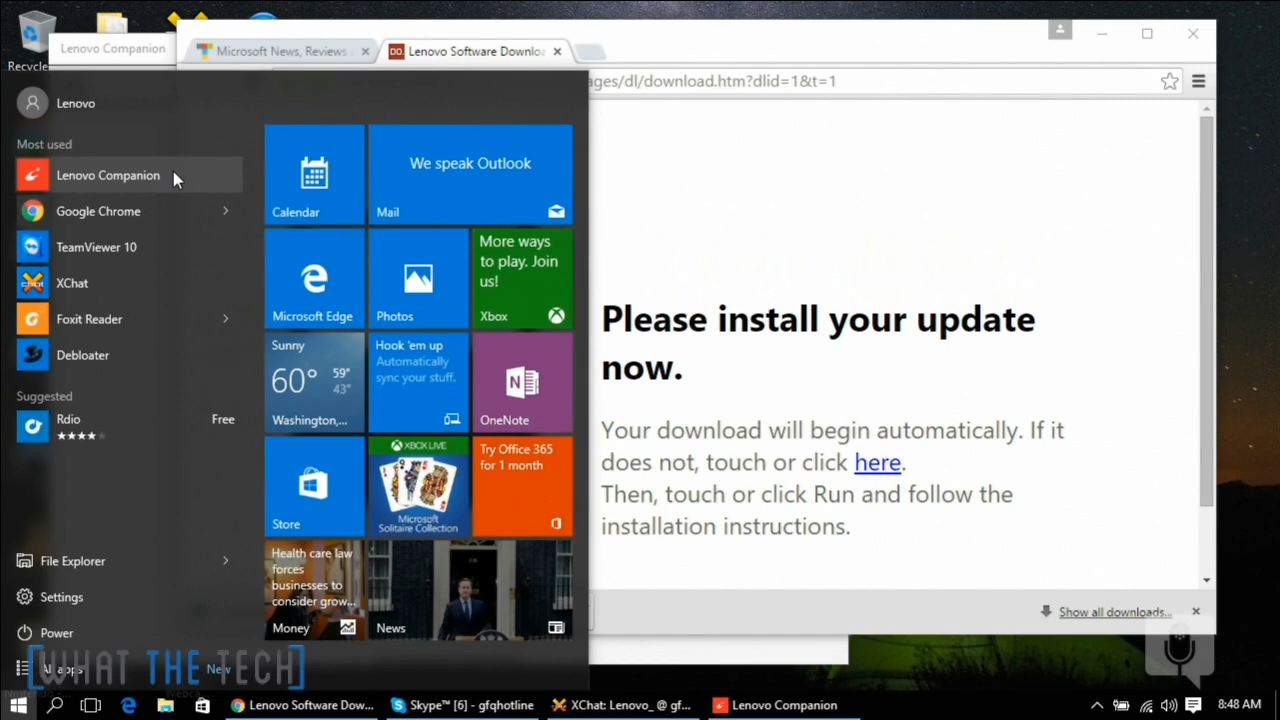 Lenovo Companion
Microsoft News, Reviews
Lenovo Software Downloa
Recycle
ages/dl/download.htm?dlid=1&t=1
Lenovo
Most used
Lenovo Companion
Google Chrome
TeamViewer 10
XChat
Foxit Reader
Debloater
Suggested
Rdio
Free
File Explorer
Settings
Power
All apps
New
Calendar
We speak Outlook
Mail
Microsoft Edge
Photos
More ways
to play. Join
us!
Xbox
Sunny
60°
59°
43°
Washington,...
Hook 'em up
Automatically
sync your stuff.
OneNote
Store
XBOX LIVE
Microsoft
Solitaire Collection
Try Office 365
for 1 month
Health care law
forces
businesses to
consider grow...
Money
News
Please install your update
now.
Your download will begin automatically. If it
does not, touch or click here.
Then, touch or click Run and follow the
installation instructions.
Show all downloads...
[WHAT THE TECH]
Lenovo Software Dow...
Skype™ [6] - gfqhotline
XChat: Lenovo_ @ gf...
Lenovo Companion
8:48 AM